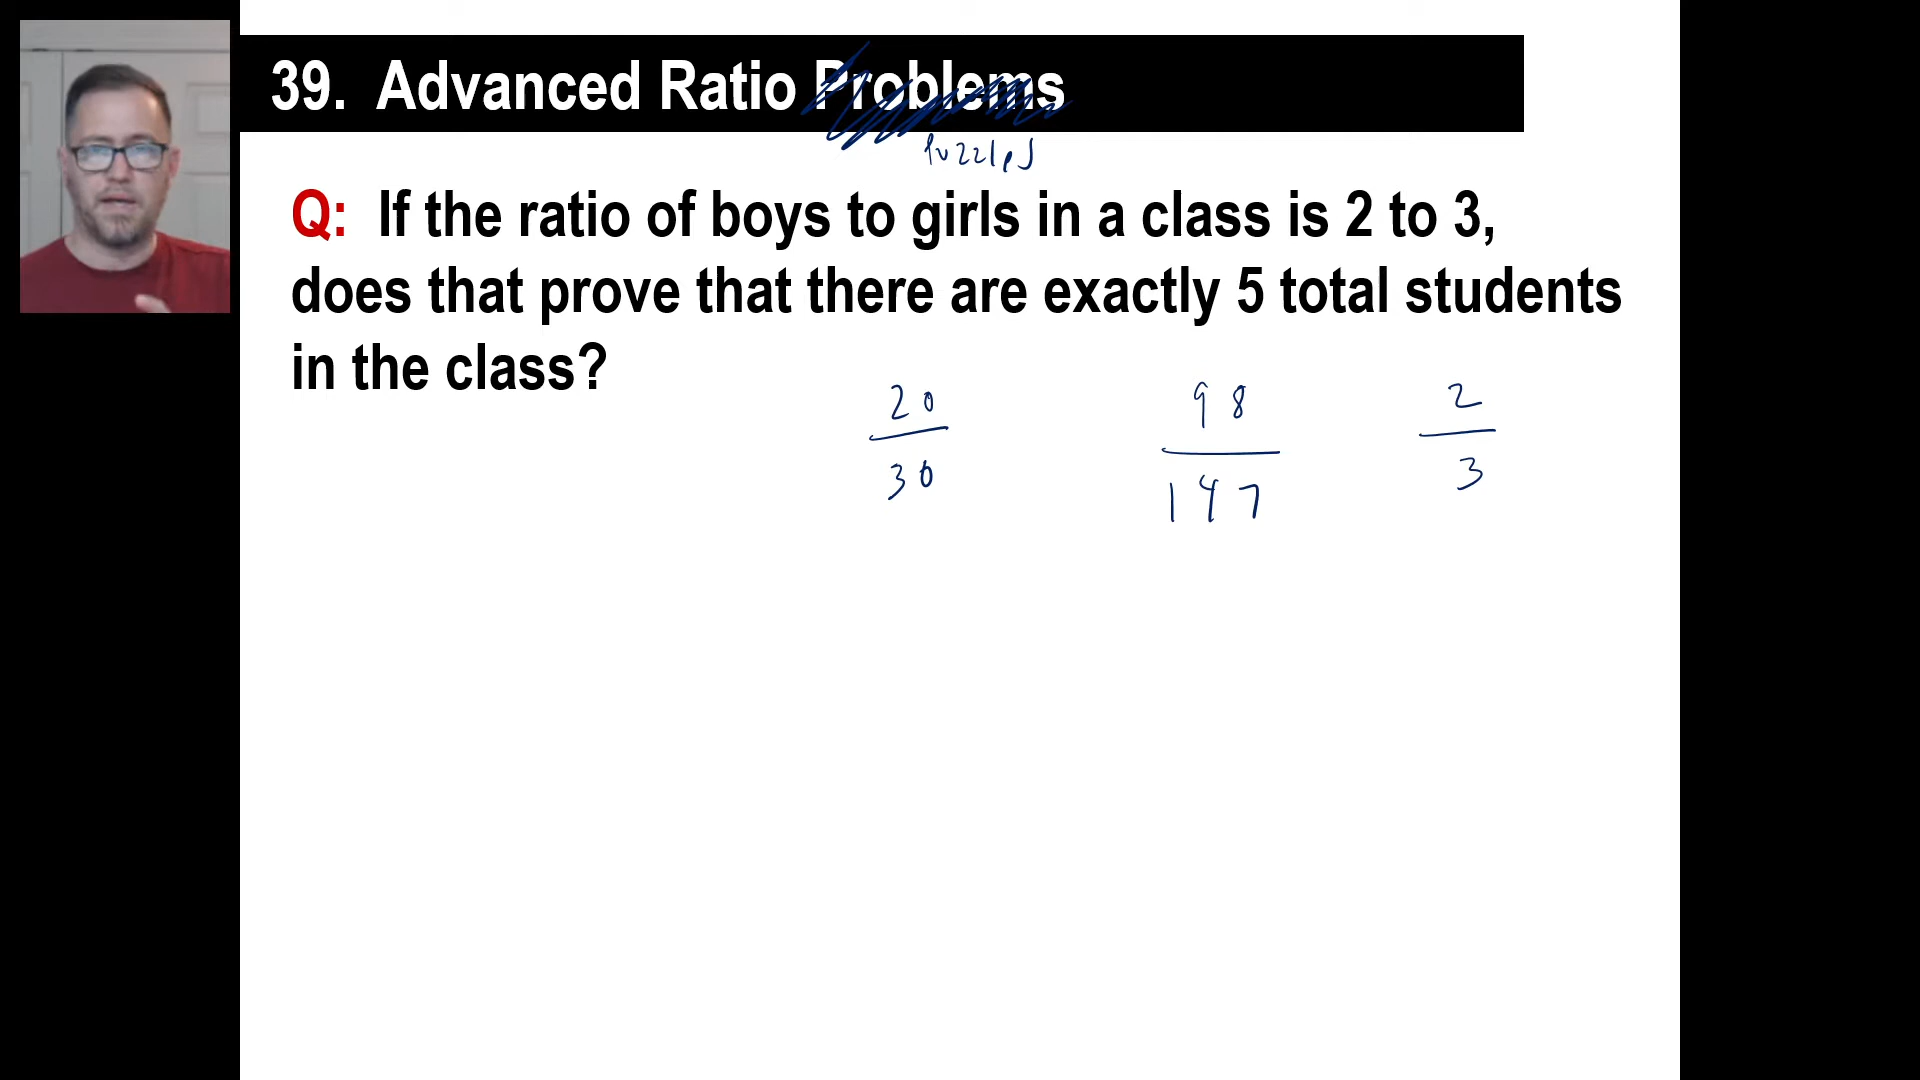 39. Advanced Ratio Problems
puzzles
Q: If the ratio of boys to girls in a class is 2 to 3,
does that prove that there are exactly 5 total students
in the class?
20 98 2
30 147 3